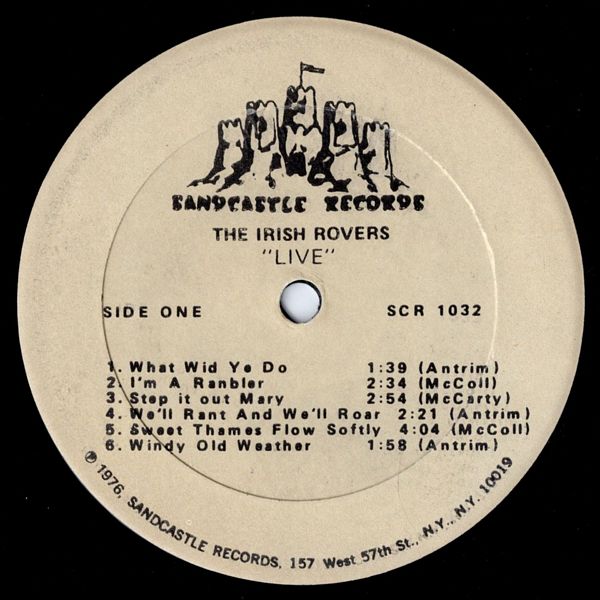 SANDCASTLE RECORDS
THE IRISH ROVERS
"LIVE"
SIDE ONE
SCR 1032
1. What Wid Ye Do 1:39 (Antrim)
2. I'm A Ranbler 2:34 (McColl)
3. Step it out Mary 2:54 (McCarty)
4. We'll Rant And We'll Roar 2:21 (Antrim)
5. Sweet Thames Flow Softly 4:04 (McColl)
6. Windy Old Weather 1:58 (Antrim)
℗ 1976, SANDCASTLE RECORDS, 157 West 57th St., N.Y., N.Y. 10019